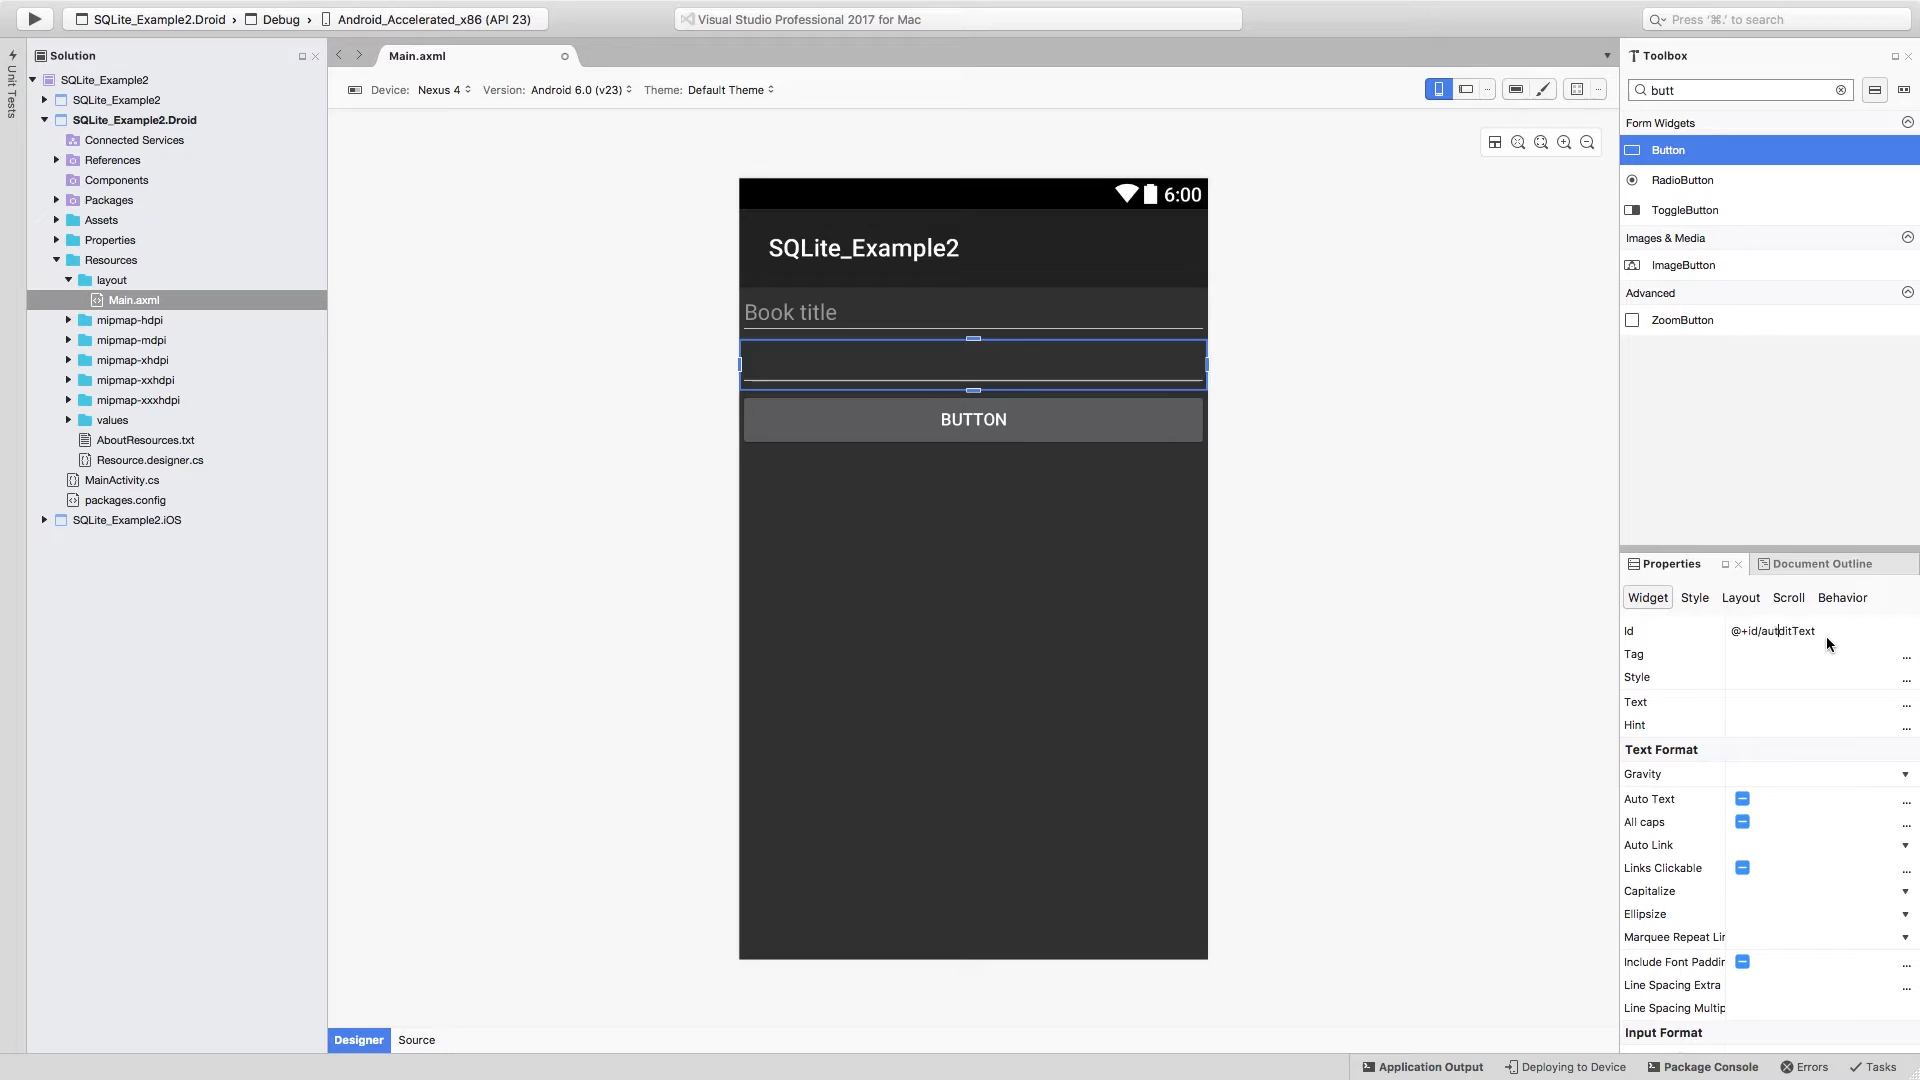 SQLite_Example2.Droid › Debug › Android_Accelerated_x86 (API 23)
Visual Studio Professional 2017 for Mac
Press '⌘.' to search
Unit Tests
Solution
SQLite_Example2
SQLite_Example2
SQLite_Example2.Droid
Connected Services
References
Components
Packages
Assets
Properties
Resources
layout
Main.axml
mipmap-hdpi
mipmap-mdpi
mipmap-xhdpi
mipmap-xxhdpi
mipmap-xxxhdpi
values
AboutResources.txt
Resource.designer.cs
MainActivity.cs
packages.config
SQLite_Example2.iOS
Main.axml
Device: Nexus 4 Version: Android 6.0 (v23) Theme: Default Theme
6:00
SQLite_Example2
Book title
BUTTON
Designer Source
Toolbox
butt
Form Widgets
Button
RadioButton
ToggleButton
Images & Media
ImageButton
Advanced
ZoomButton
Properties Document Outline
Widget Style Layout Scroll Behavior
Id @+id/autditText
Tag ...
Style ...
Text ...
Hint ...
Text Format
Gravity
Auto Text ...
All caps ...
Auto Link
Links Clickable ...
Capitalize
Ellipsize
Marquee Repeat Lir
Include Font Paddir ...
Line Spacing Extra ...
Line Spacing Multip
Input Format
Application Output Deploying to Device Package Console Errors Tasks